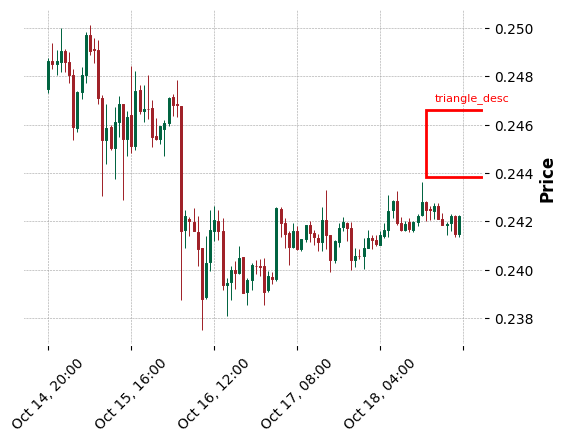 0.250
0.248
triangle_desc
0.246
0.244
Price
0.242
0.240
0.238
Oct 14, 20:00
Oct 15, 16:00
Oct 16, 12:00
Oct 17, 08:00
Oct 18, 04:00